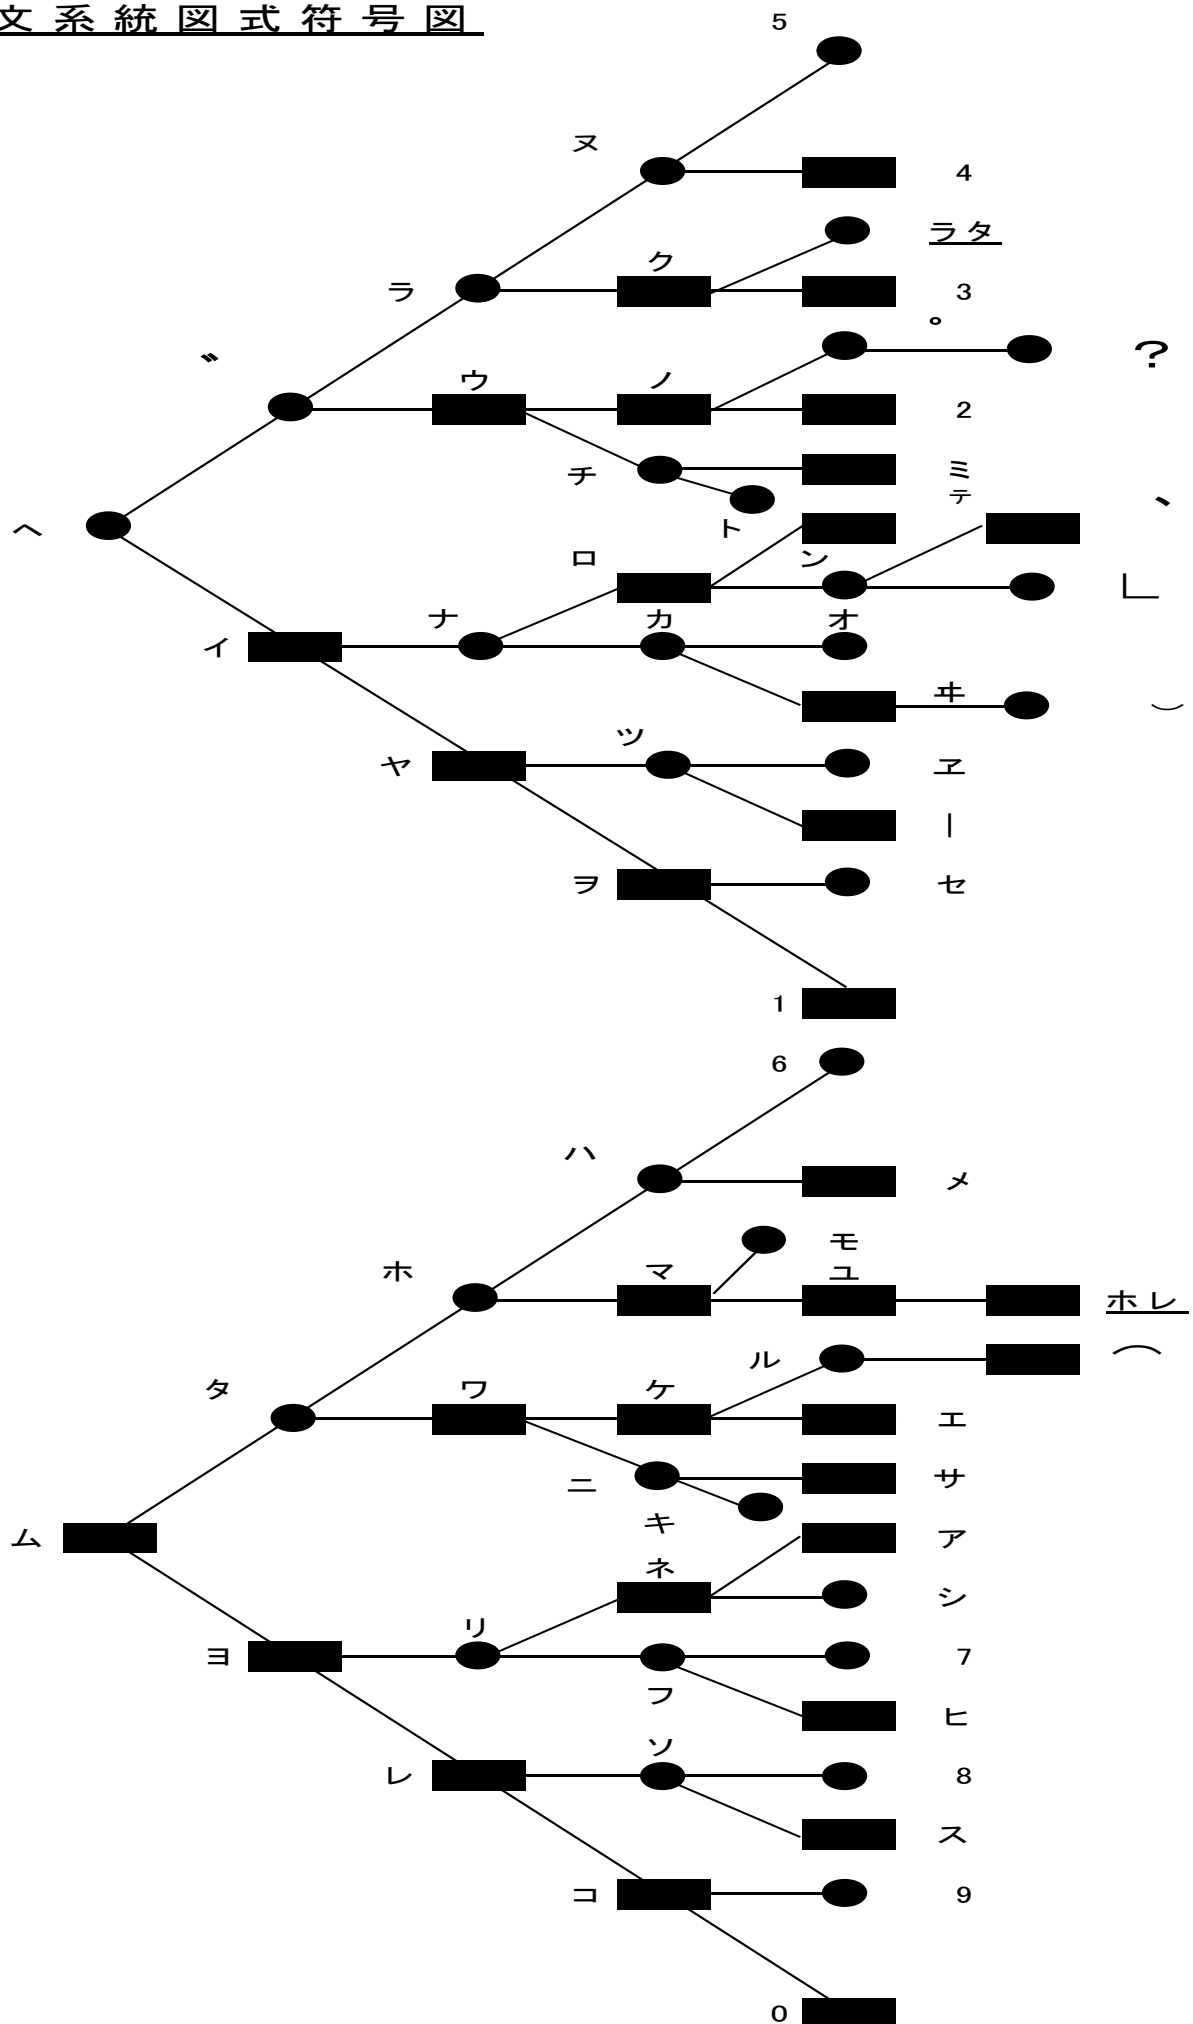 文系統図式符号図
5
ヌ
4
ラタ
ク
ラ
3
゜
〝
?
ウ
ノ
2
チ
ミ
テ
、
ト
ロ
ン
」
ヘ
ナ
カ
オ
イ
ヰ
)
ツ
ヤ
ヱ
ー
ヲ
セ
1
6
ハ
メ
モ
ホ
マ
ユ
ホレ
(
ル
タ
ワ
ケ
エ
ニ
サ
キ
ム
ア
ネ
シ
リ
ヨ
7
フ
ヒ
ソ
レ
8
ス
コ
9
0